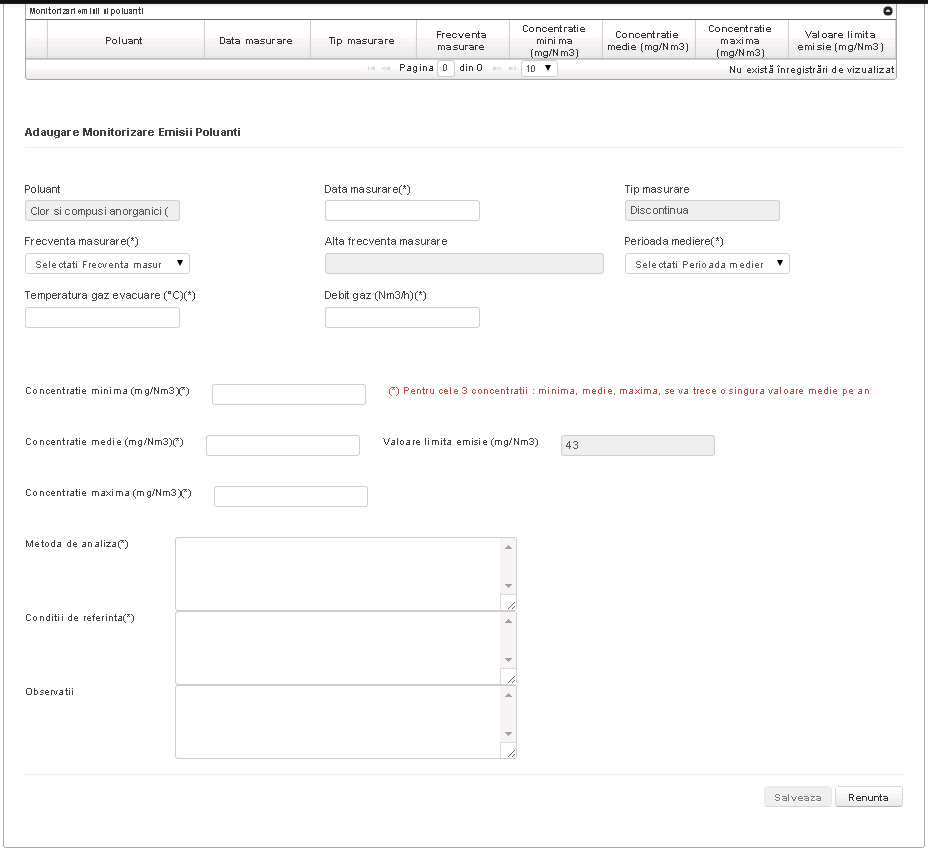 Monitorizari emisii si poluanti
Poluant
Data masurare
Tip masurare
Frecventa
masurare
Concentratie
minima
(mg/Nm3)
Concentratie
medie (mg/Nm3)
Concentratie
maxima
(mg/Nm3)
Valoare limita
emisie (mg/Nm3)
Pagina 0 din 0 10
Nu există înregistrări de vizualizat
Adaugare Monitorizare Emisii Poluanti
Poluant
Data masurare(*)
Tip masurare
Clor si compusi anorganici (
Discontinua
Frecventa masurare(*)
Alta frecventa masurare
Perioada mediere(*)
Selectati Frecventa masur
Selectati Perioada medier
Temperatura gaz evacuare (°C)(*)
Debit gaz (Nm3/h)(*)
Concentratie minima (mg/Nm3)(*)
(*) Pentru cele 3 concentratii : minima, medie, maxima, se va trece o singura valoare medie pe an
Concentratie medie (mg/Nm3)(*)
Valoare limita emisie (mg/Nm3)
43
Concentratie maxima (mg/Nm3)(*)
Metoda de analiza(*)
Conditii de referinta(*)
Observatii
Salveaza
Renunta